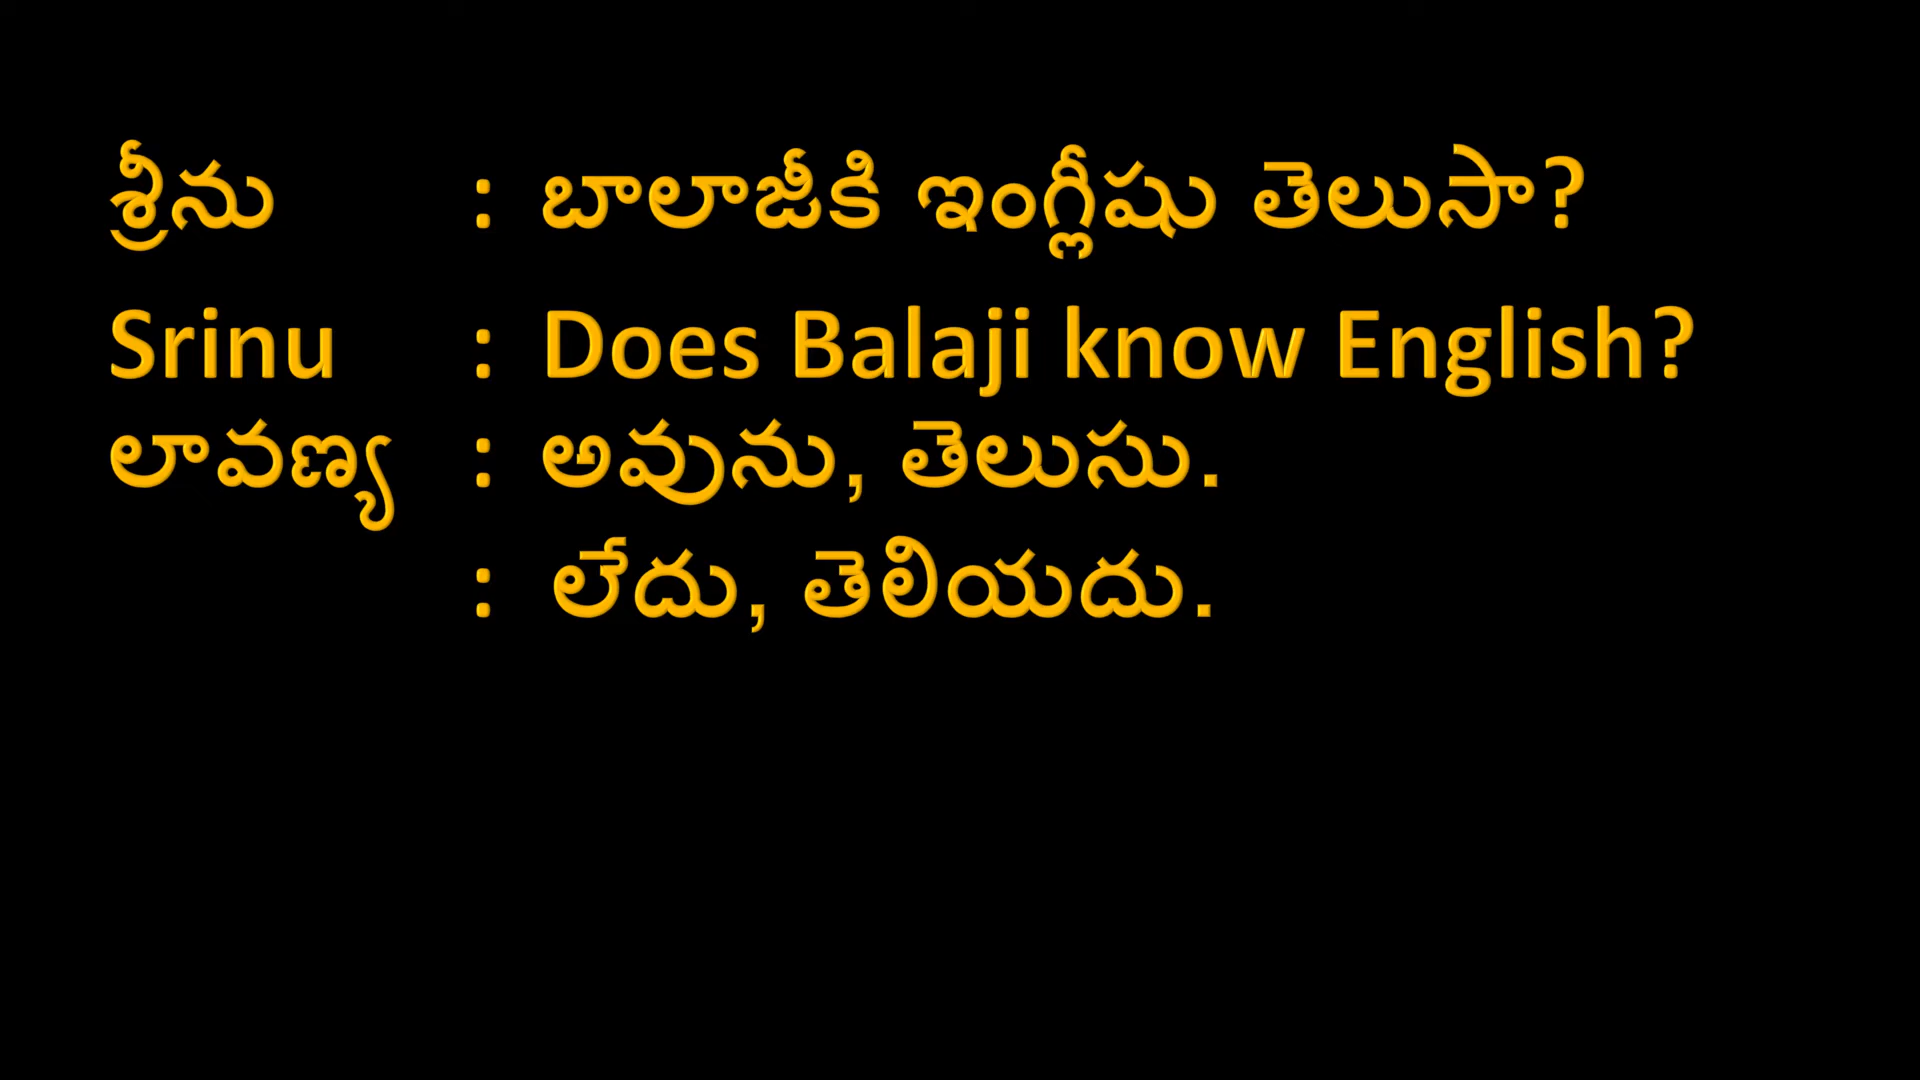 శ్రీను : బాలాజీకి ఇంగ్లీషు తెలుసా?
Srinu : Does Balaji know English?
లావణ్య : అవును, తెలుసు.
: లేదు, తెలియదు.